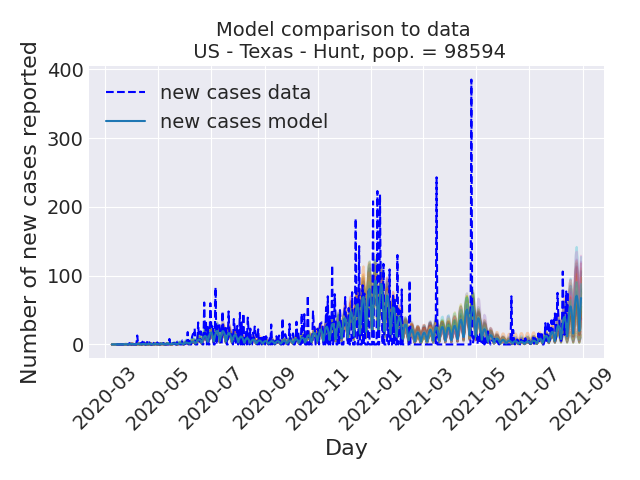 Model comparison to data
US - Texas - Hunt, pop. = 98594
Number of new cases reported
400
300
200
100
0
new cases data
new cases model
2020-03
2020-05
2020-07
2020-09
2020-11
2021-01
2021-03
2021-05
2021-07
2021-09
Day